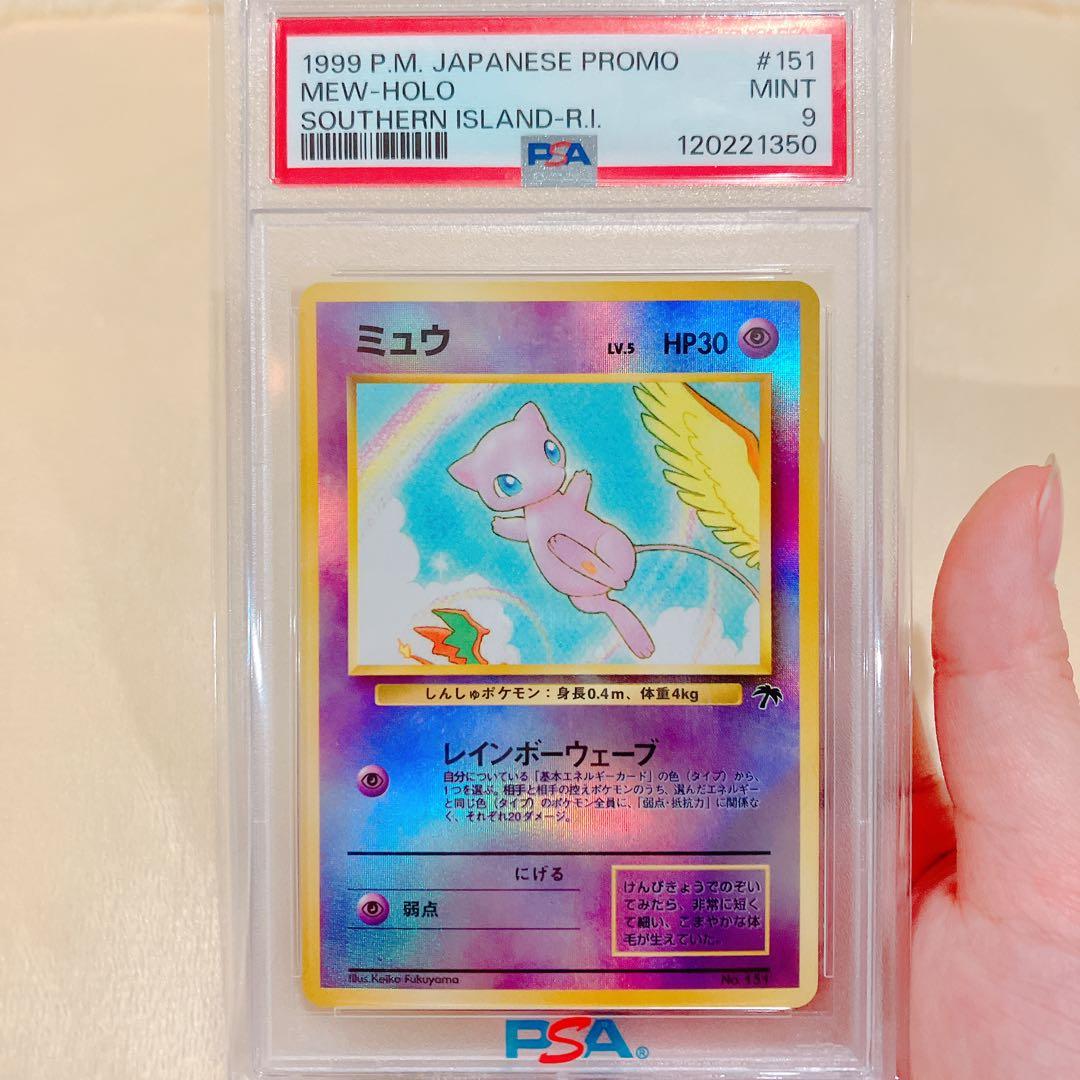 1999 P.M. JAPANESE PROMO #151
MEW-HOLO MINT
SOUTHERN ISLAND-R.I. 9
PSA 120221350
ミュウ LV.5 HP30
しんしゅポケモン：身長0.4m、体重4kg
レインボーウェーブ
自分についている「基本エネルギーカード」の色（タイプ）から、
1つを選ぶ。相手と相手の控えポケモンのうち、選んだエネルギー
と同じ色（タイプ）のポケモン全員に、「弱点・抵抗力」に関係な
く、それぞれ20ダメージ。
にげる
弱点
けんびきょうでのぞい
てみたら、非常に短く
て細い、こまやかな体
毛が生えていた。
Illus.Keiko Fukuyama No.151
PSA®